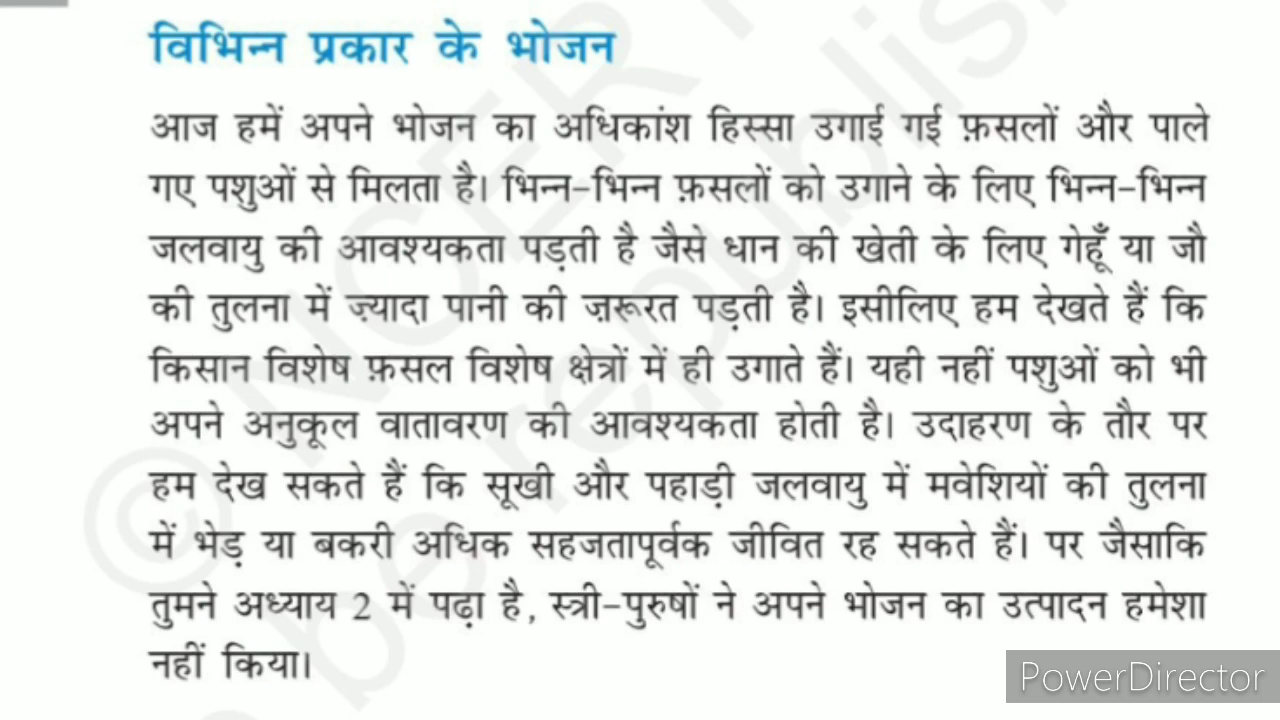 विभिन्न प्रकार के भोजन
आज हमें अपने भोजन का अधिकांश हिस्सा उगाई गई फ़सलों और पाले
गए पशुओं से मिलता है। भिन्न-भिन्न फ़सलों को उगाने के लिए भिन्न-भिन्न
जलवायु की आवश्यकता पड़ती है जैसे धान की खेती के लिए गेहूँ या जौ
की तुलना में ज़्यादा पानी की ज़रूरत पड़ती है। इसीलिए हम देखते हैं कि
किसान विशेष फ़सल विशेष क्षेत्रों में ही उगाते हैं। यही नहीं पशुओं को भी
अपने अनुकूल वातावरण की आवश्यकता होती है। उदाहरण के तौर पर
हम देख सकते हैं कि सूखी और पहाड़ी जलवायु में मवेशियों की तुलना
में भेड़ या बकरी अधिक सहजतापूर्वक जीवित रह सकते हैं। पर जैसाकि
तुमने अध्याय 2 में पढ़ा है, स्त्री-पुरुषों ने अपने भोजन का उत्पादन हमेशा
नहीं किया।
© NCER
be republis
PowerDirector